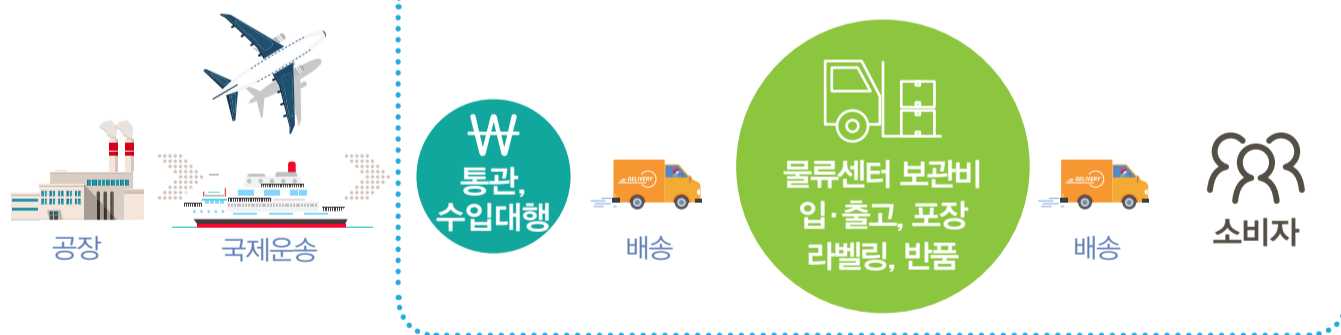 공장
국제운송
₩
통관,
수입대행
DELIVERY
배송
물류센터 보관비
입·출고, 포장
라벨링, 반품
DELIVERY
배송
소비자